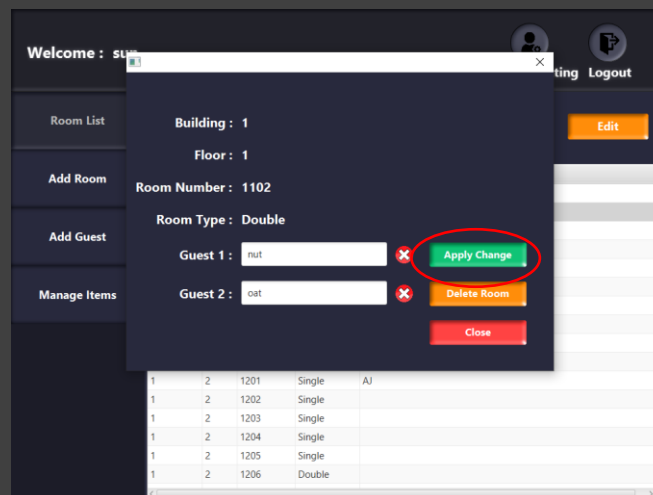 Welcome : su
ting Logout
Room List
Edit
Building : 1
Floor : 1
Add Room
Room Number : 1102
Room Type : Double
Add Guest
Guest 1 : nut
Apply Change
Manage Items
Guest 2 : oat
Delete Room
Close
1 2 1201 Single AJ
1 2 1202 Single
1 2 1203 Single
1 2 1204 Single
1 2 1205 Single
1 2 1206 Double